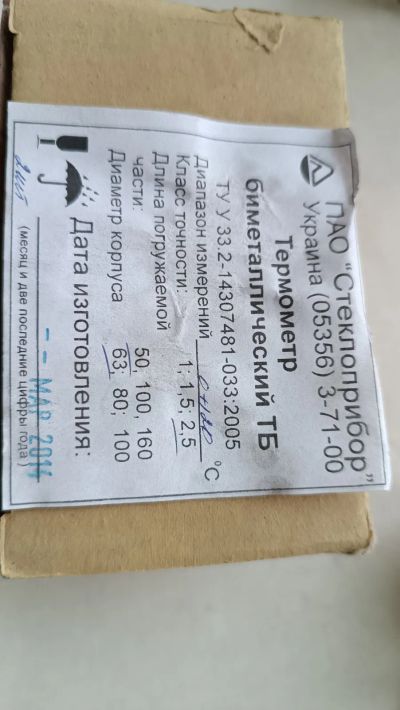 ПАО "Стеклоприбор"
Украина (05356) 3-71-00
Термометр
биметаллический ТБ
ТУ У 33.2-14307481-033:2005
Диапазон измерений °С
Класс точности: 1; 1,5; 2,5
Длина погружаемой
части: 50, 100, 160
Диаметр корпуса 63; 80; 100
Дата изготовления:
-- МАР 2014
(месяц и две последние цифры года)
2 шт